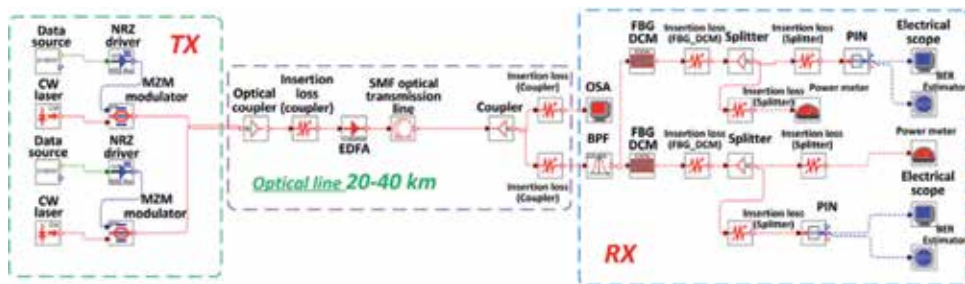 Data source
NRZ driver
TX
MZM modulator
CW laser
Data source
NRZ driver
MZM modulator
CW laser
Optical coupler
Insertion loss (coupler)
EDFA
SMF optical transmission line
Coupler
Insertion loss (Coupler)
Insertion loss (Coupler)
Optical line 20-40 km
OSA
BPF
FBG DCM
Insertion loss (FBG_DCM)
Splitter
Insertion loss (Splitter)
PIN
Electrical scope
BER Estimator
Insertion loss (Splitter)
Power meter
FBG DCM
Insertion loss (FBG_DCM)
Splitter
Insertion loss (Splitter)
Power meter
Insertion loss (Splitter)
PIN
Electrical scope
BER Estimator
RX